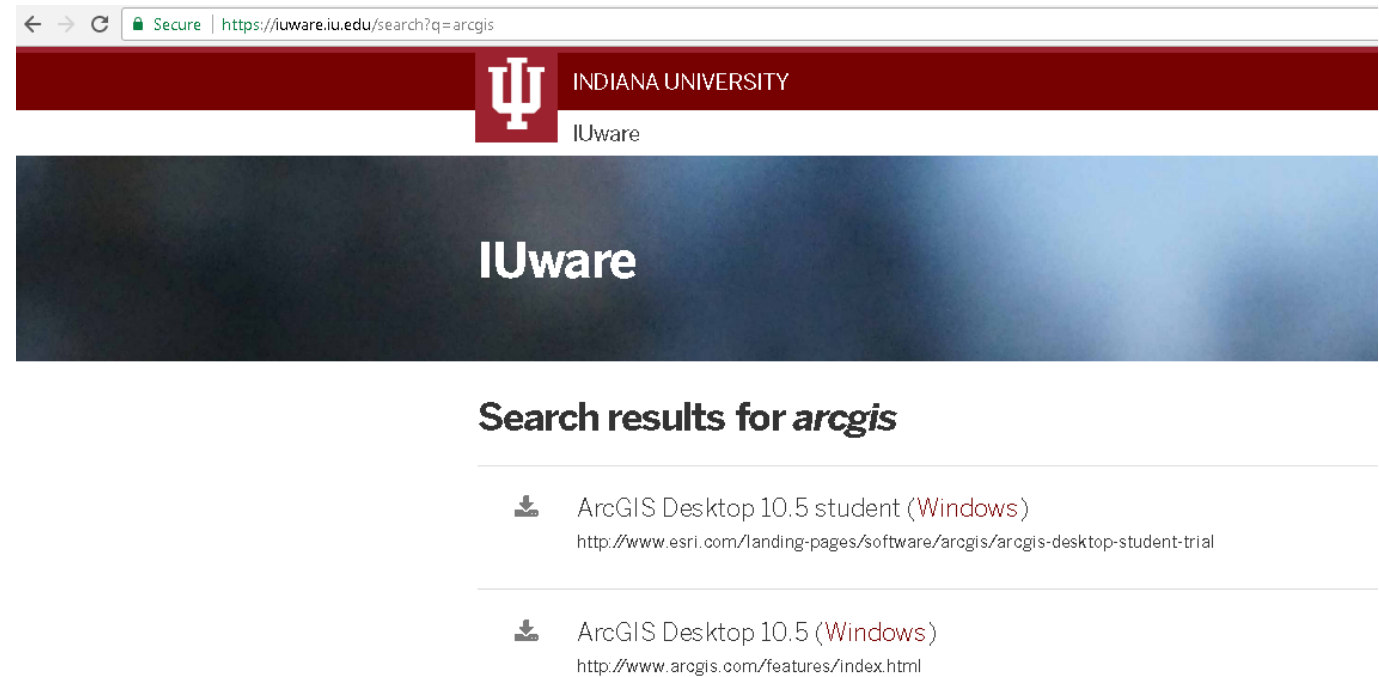 Secure | https://iuware.iu.edu/search?q=arcgis
INDIANA UNIVERSITY
IUware
IUware
Search results for arcgis
ArcGIS Desktop 10.5 student (Windows)
http://www.esri.com/landing-pages/software/arcgis/arcgis-desktop-student-trial
ArcGIS Desktop 10.5 (Windows)
http://www.arcgis.com/features/index.html